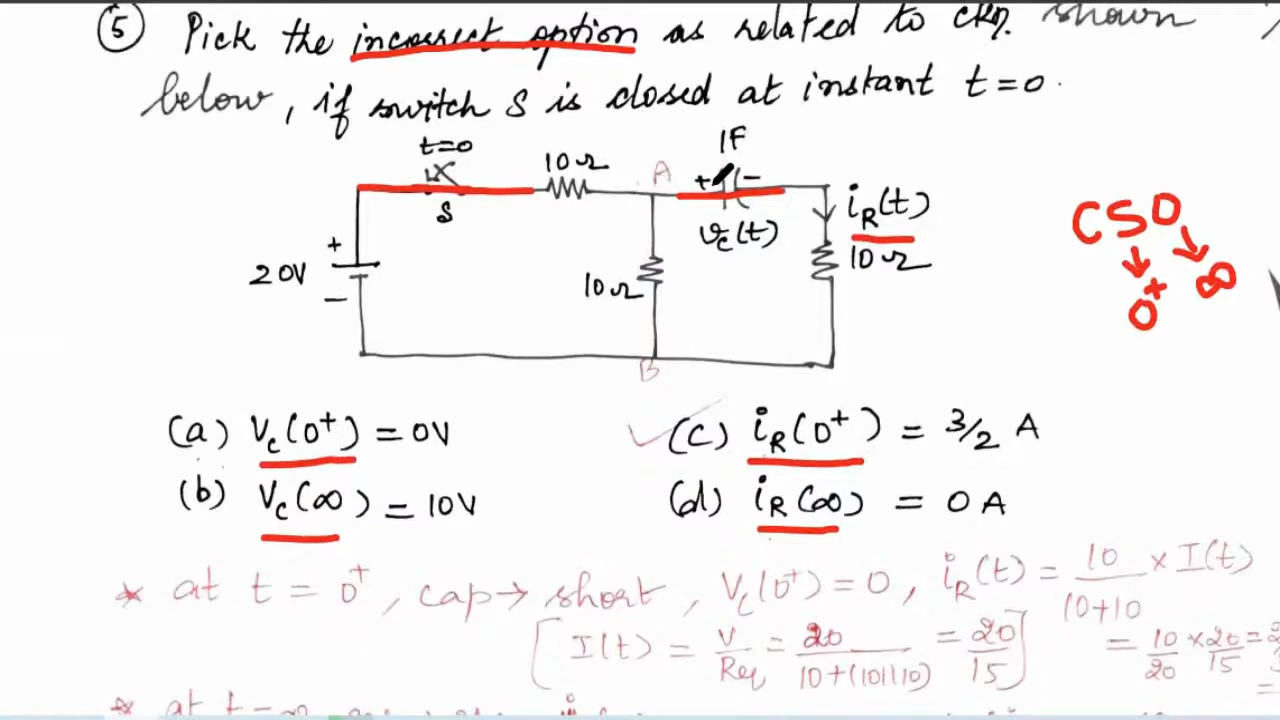 ⑤ Pick the incorrect option as related to ckn. shown
below, if switch S is closed at instant t=0.
t=0
S
10Ω
A
1F
+ -
Vc(t)
iR(t)
10Ω
CSO
0+
∞
+
20V
-
10Ω
B
(a) Vc(0+) = 0V
✓(c) iR(0+) = 3/2 A
(b) Vc(∞) = 10V
(d) iR(∞) = 0 A
* at t = 0+, cap → short, Vc(0+) = 0, iR(t) = 10/(10+10) × I(t)
[I(t) = V/Req = 20/(10+(10||10)) = 20/15]
= 10/20 × 20/15 =
=